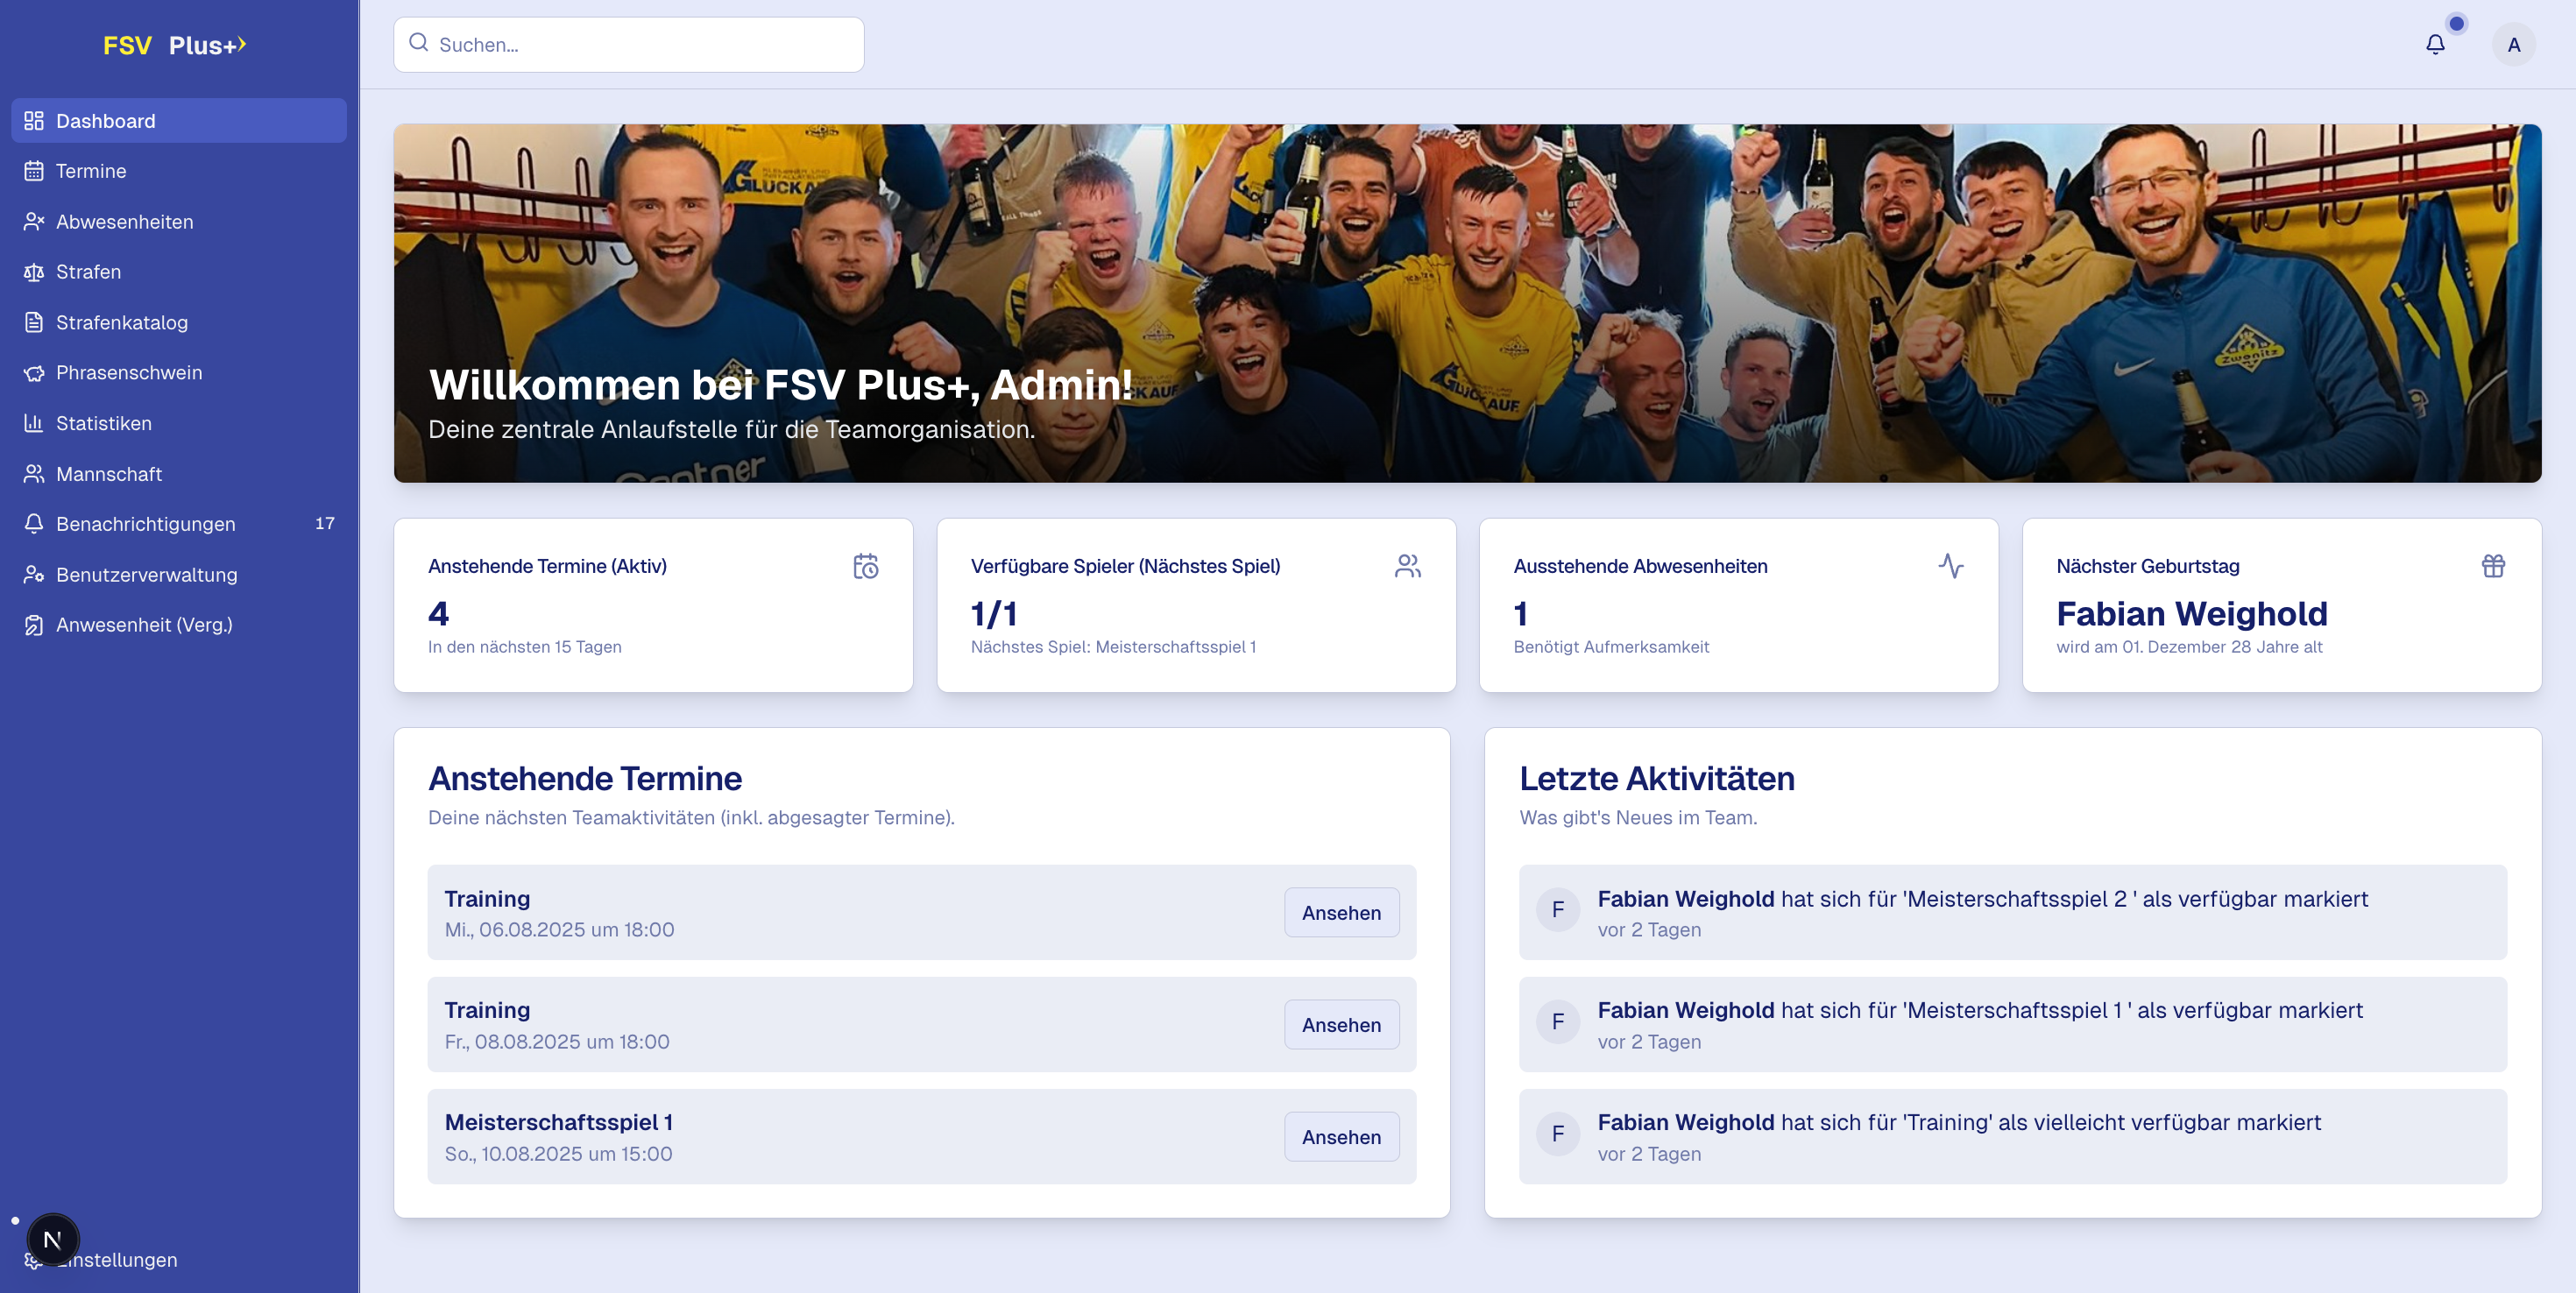 FSV Plus+
Suchen...
A
Dashboard
Termine
Abwesenheiten
Strafen
Strafenkatalog
Phrasenschwein
Statistiken
Mannschaft
Benachrichtigungen 17
Benutzerverwaltung
Anwesenheit (Verg.)
N
instellungen
GLÜCKAUF
GLÜCKAUF
Zwönitz
Willkommen bei FSV Plus+, Admin!
Deine zentrale Anlaufstelle für die Teamorganisation.
Gantner
Anstehende Termine (Aktiv)
4
In den nächsten 15 Tagen
Verfügbare Spieler (Nächstes Spiel)
1/1
Nächstes Spiel: Meisterschaftsspiel 1
Ausstehende Abwesenheiten
1
Benötigt Aufmerksamkeit
Nächster Geburtstag
Fabian Weighold
wird am 01. Dezember 28 Jahre alt
Anstehende Termine
Deine nächsten Teamaktivitäten (inkl. abgesagter Termine).
Training
Mi., 06.08.2025 um 18:00
Ansehen
Training
Fr., 08.08.2025 um 18:00
Ansehen
Meisterschaftsspiel 1
So., 10.08.2025 um 15:00
Ansehen
Letzte Aktivitäten
Was gibt's Neues im Team.
F
Fabian Weighold hat sich für 'Meisterschaftsspiel 2 ' als verfügbar markiert
vor 2 Tagen
F
Fabian Weighold hat sich für 'Meisterschaftsspiel 1 ' als verfügbar markiert
vor 2 Tagen
F
Fabian Weighold hat sich für 'Training' als vielleicht verfügbar markiert
vor 2 Tagen